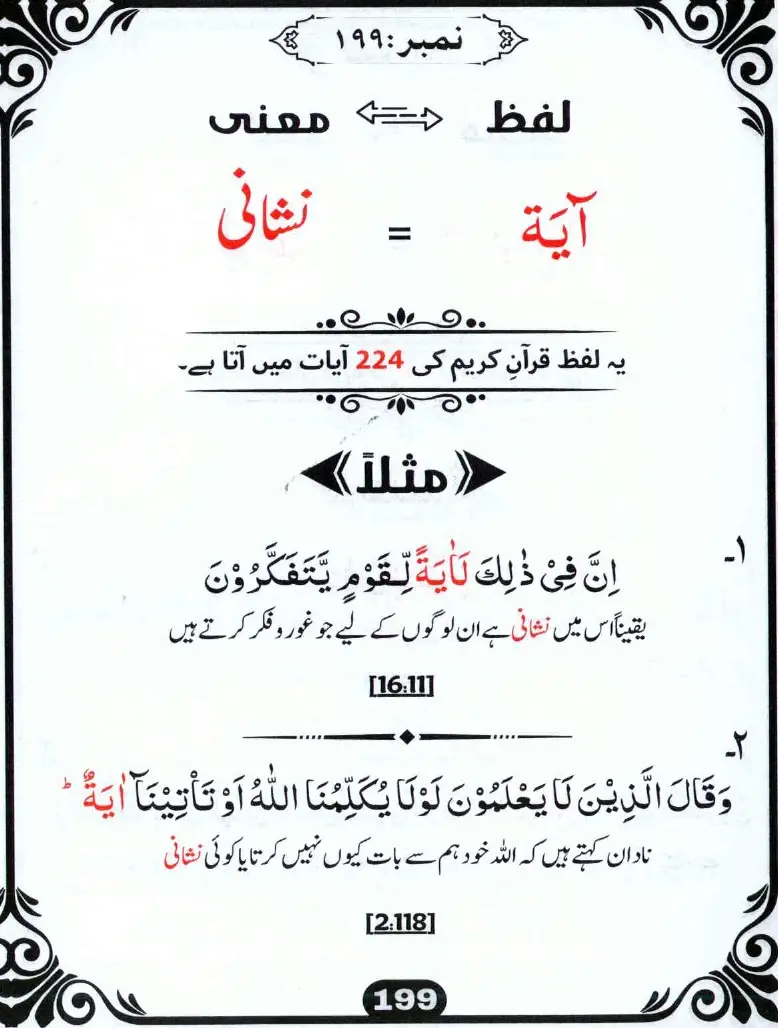 نمبر:۱۹۹
لفظ ⇐⇒ معنی
آیَة = نشانی
یہ لفظ قرآنِ کریم کی 224 آیات میں آتا ہے۔
مثلاً
۱۔
اِنَّ فِیْ ذٰلِكَ لَاٰیَةً لِّقَوْمٍ یَّتَفَكَّرُوْنَ
یقیناً اس میں نشانی ہے ان لوگوں کے لیے جو غور و فکر کرتے ہیں
[16:11]
۲۔
وَقَالَ الَّذِیْنَ لَا یَعْلَمُوْنَ لَوْلَا یُكَلِّمُنَا اللّٰهُ اَوْ تَاْتِیْنَاۤ اٰیَةٌ ؕ
نادان کہتے ہیں کہ اللہ خود ہم سے بات کیوں نہیں کرتا یا کوئی نشانی
[2:118]
199